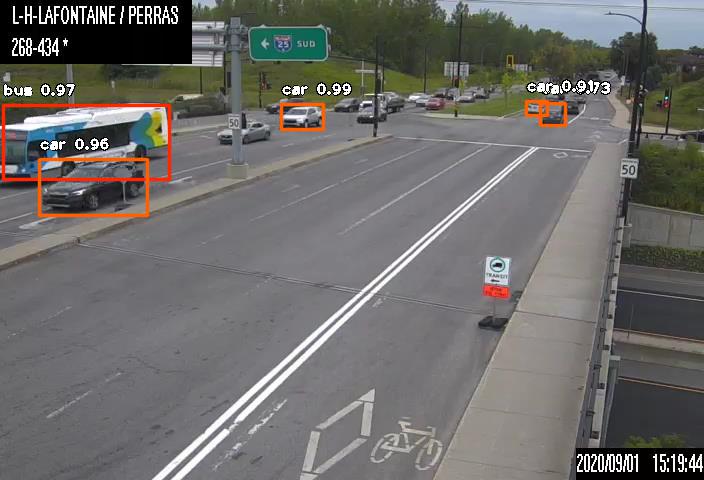 L-H-LAFONTAINE / PERRAS
268-434 *
25 SUD
bus 0.97
car 0.99
car 0.96
50
50
TRANSIT
2020/09/01 15:19:44